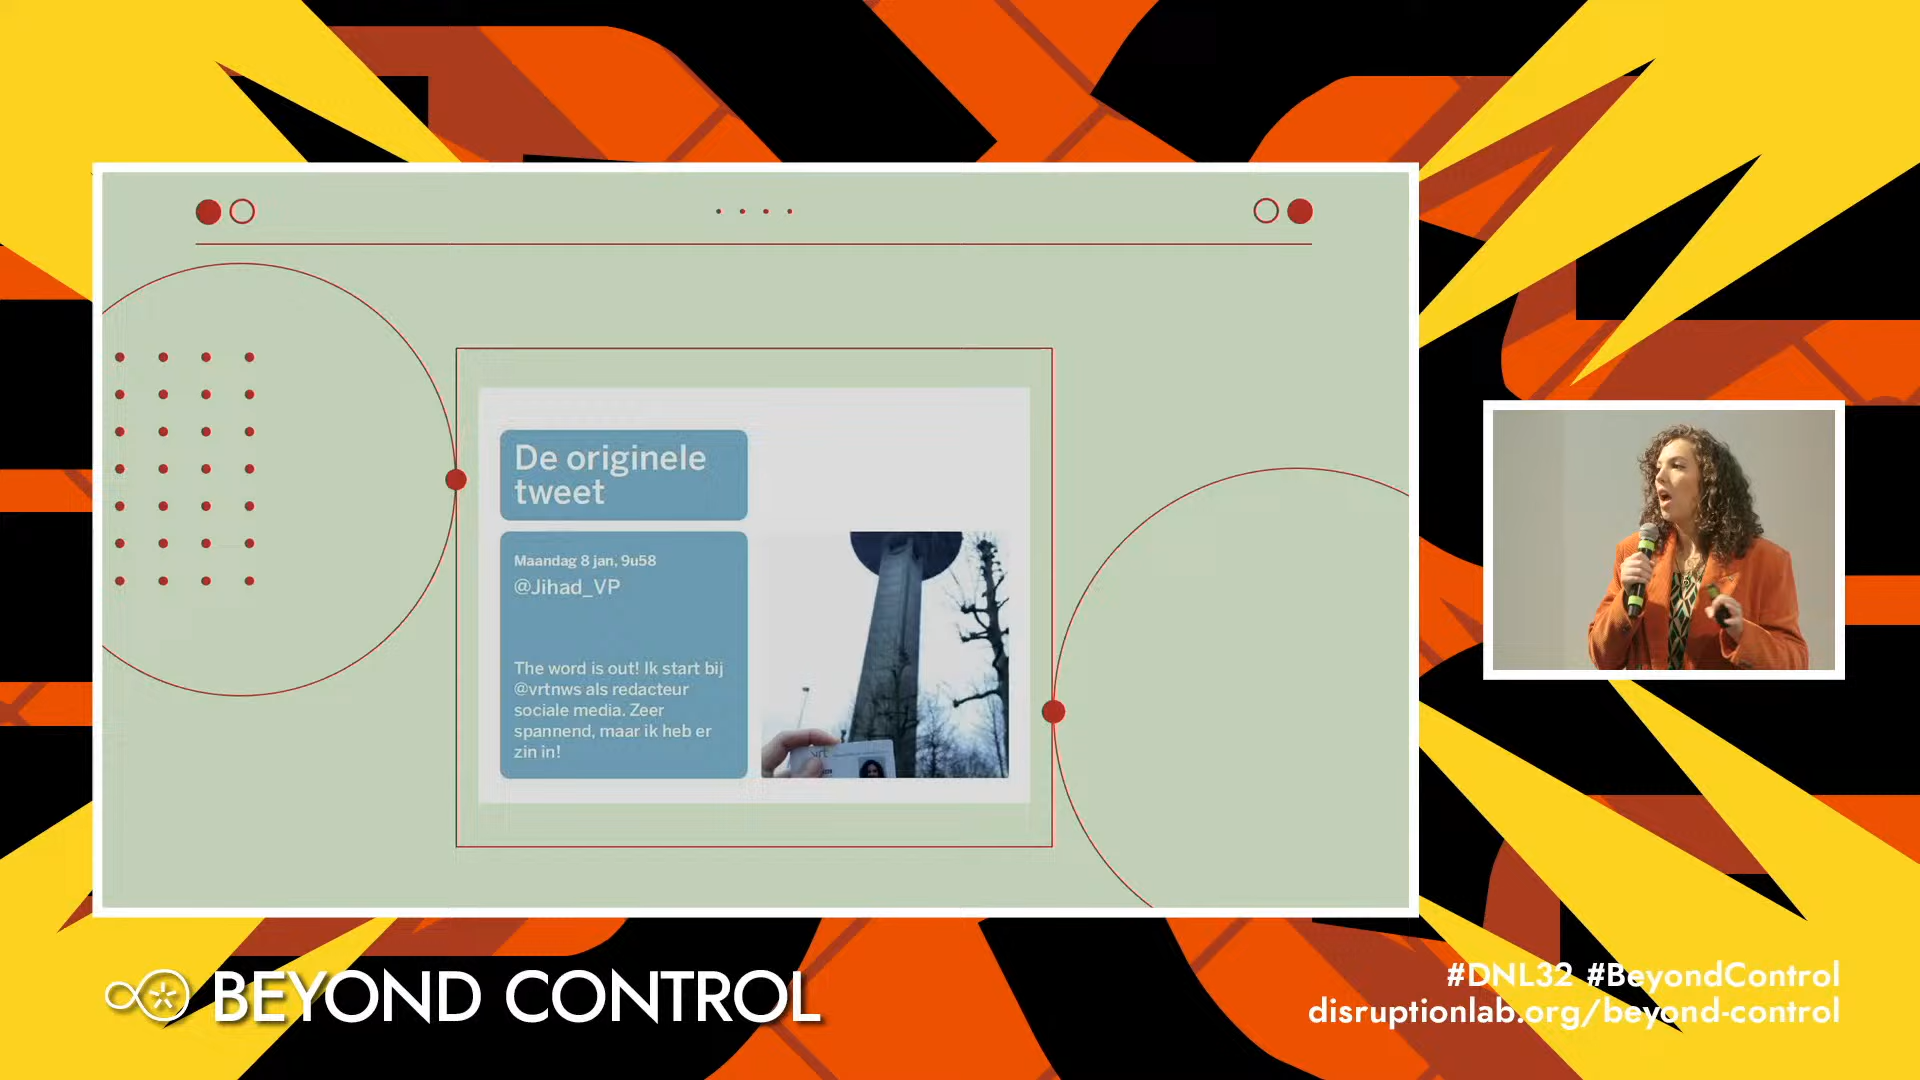 De originele
tweet
Maandag 8 jan, 9u58
@Jihad_VP
The word is out! Ik start bij
@vrtnws als redacteur
sociale media. Zeer
spannend, maar ik heb er
zin in!
vrt
BEYOND CONTROL
#DNL32 #BeyondControl
disruptionlab.org/beyond-control